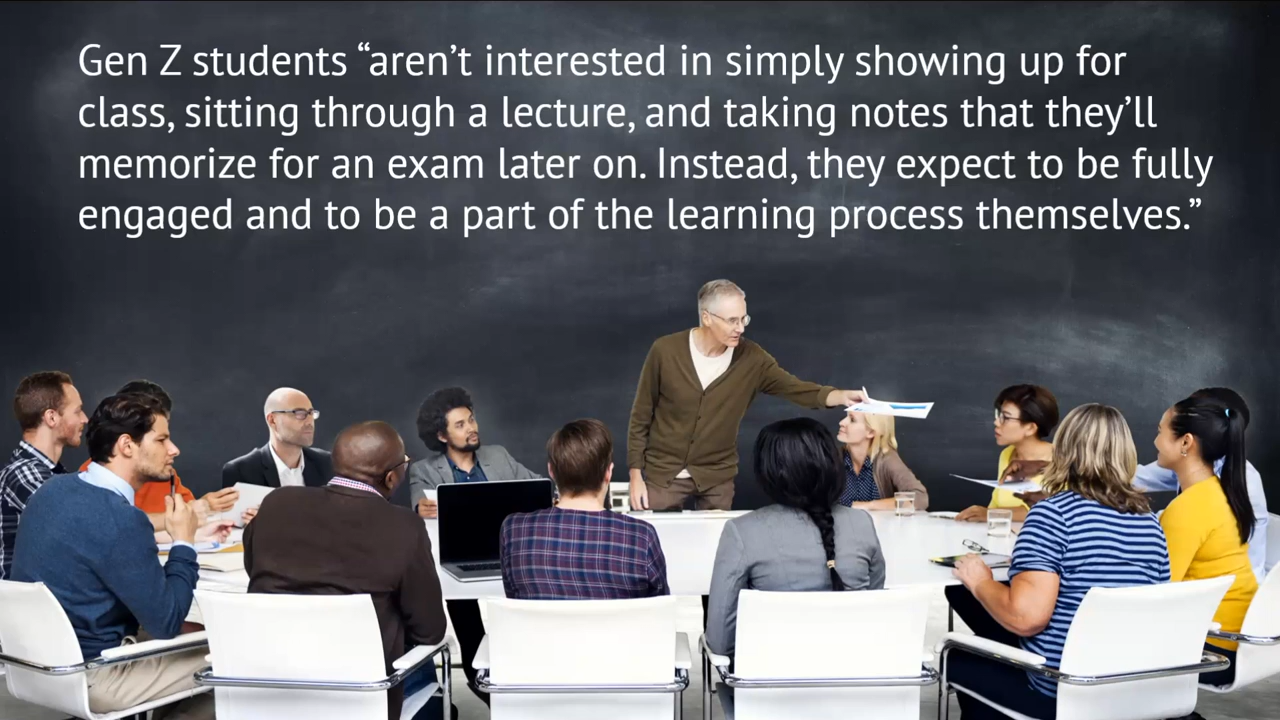 Gen Z students “aren’t interested in simply showing up for
class, sitting through a lecture, and taking notes that they’ll
memorize for an exam later on. Instead, they expect to be fully
engaged and to be a part of the learning process themselves.”